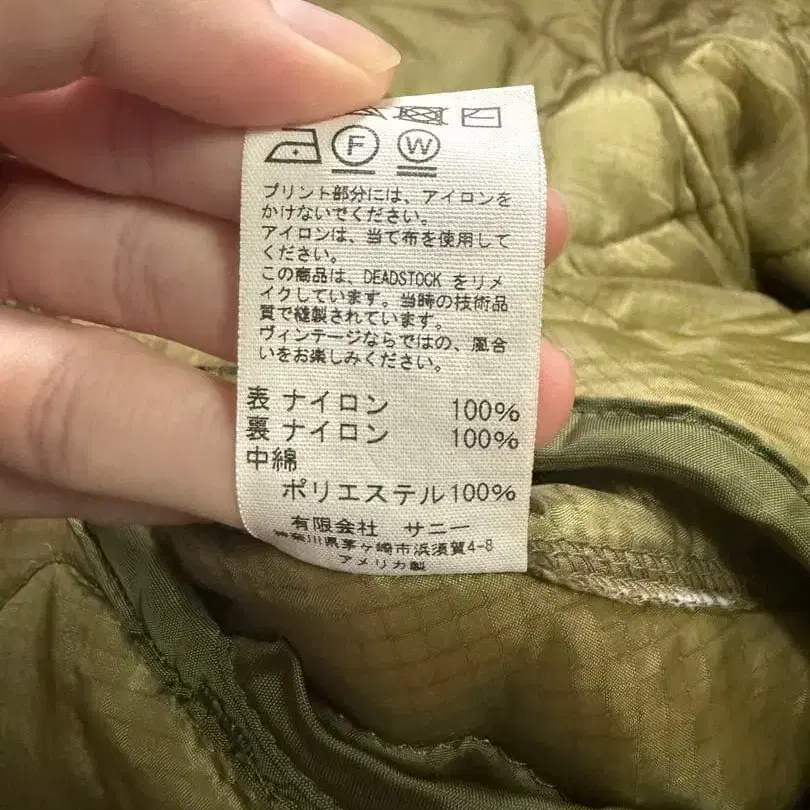 F W
プリント部分には、アイロンを
かけないでください。
アイロンは、当て布を使用して
ください。
この商品は、DEADSTOCK をリメ
イクしています。当時の技術品
質で縫製されています。
ヴィンテージならではの、風合
いをお楽しみください。
表 ナイロン 100%
裏 ナイロン 100%
中綿
ポリエステル100%
有限会社 サニー
神奈川県茅ヶ崎市浜須賀4-8
アメリカ製